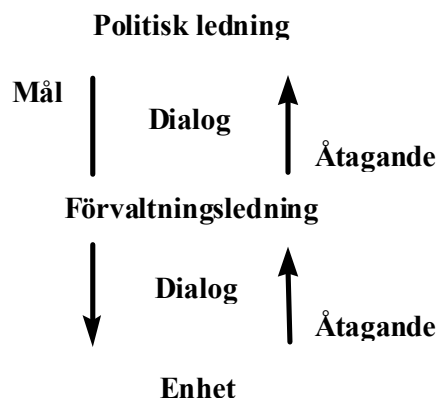 Politisk ledning
Mål
Dialog
Åtagande
Förvaltningsledning
Dialog
Åtagande
Enhet